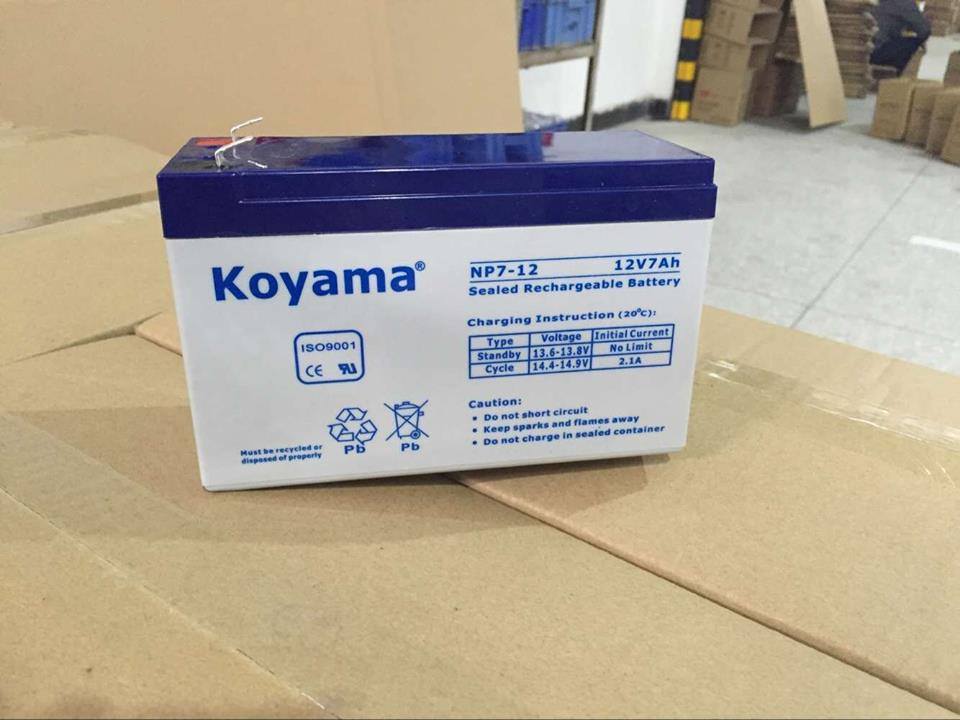 Koyama®
NP7-12 12V7Ah
Sealed Rechargeable Battery
Charging Instruction (20°C):
Type Voltage Initial Current
Standby 13.6-13.8V No Limit
Cycle 14.4-14.9V 2.1A
ISO9001
CE
Caution:
• Do not short circuit
• Keep sparks and flames away
• Do not charge in sealed container
Must be recycled or
disposed of properly
Pb Pb